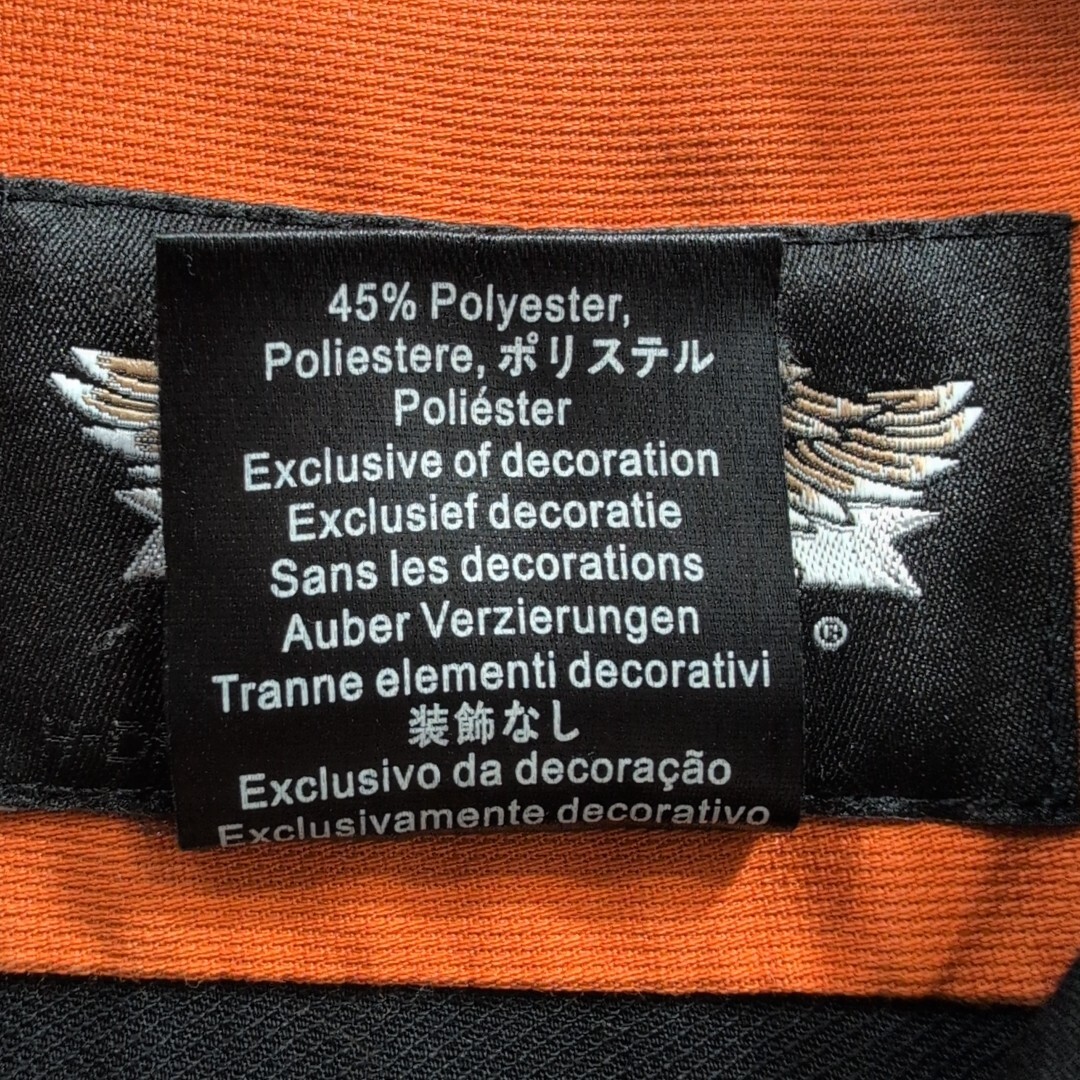 45% Polyester,
Poliestere, ポリステル
Poliéster
Exclusive of decoration
Exclusief decoratie
Sans les decorations
Auber Verzierungen
Tranne elementi decorativi
装飾なし
Exclusivo da decoração
Exclusivamente decorativo
®